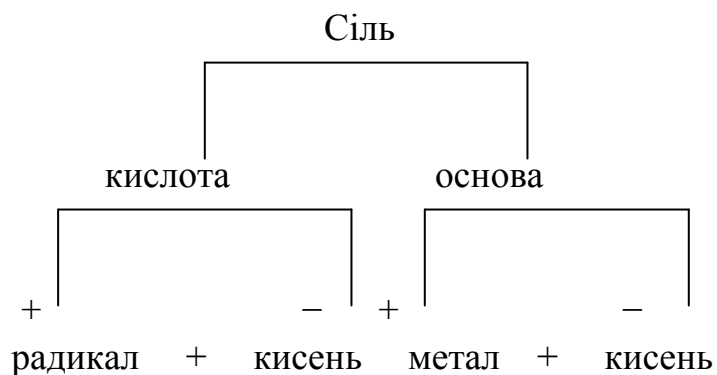 Сіль
кислота основа
+ – + –
радикал + кисень метал + кисень